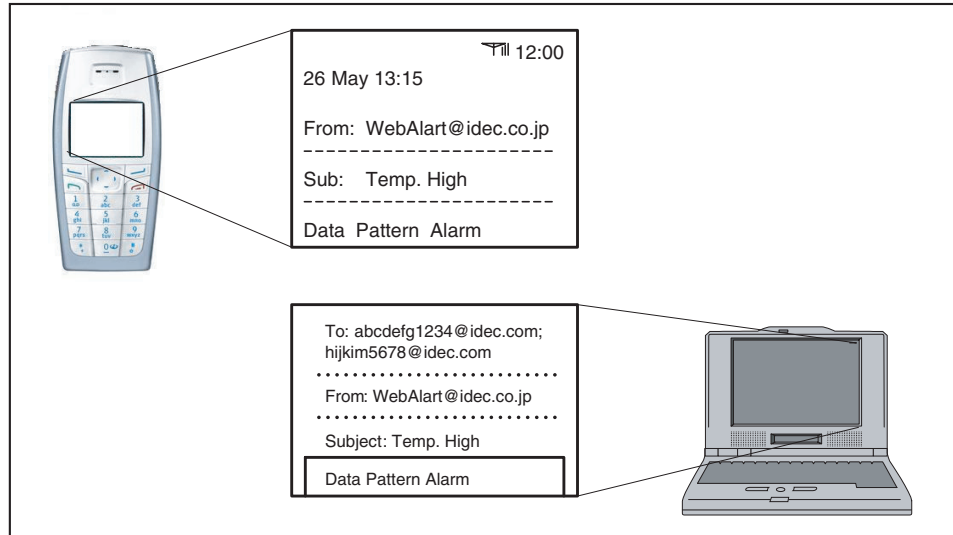 12:00
26 May 13:15
From: WebAlart@idec.co.jp
Sub: Temp. High
Data Pattern Alarm
To: abcdefg1234@idec.com;
hijkim5678@idec.com
From: WebAlart@idec.co.jp
Subject: Temp. High
Data Pattern Alarm